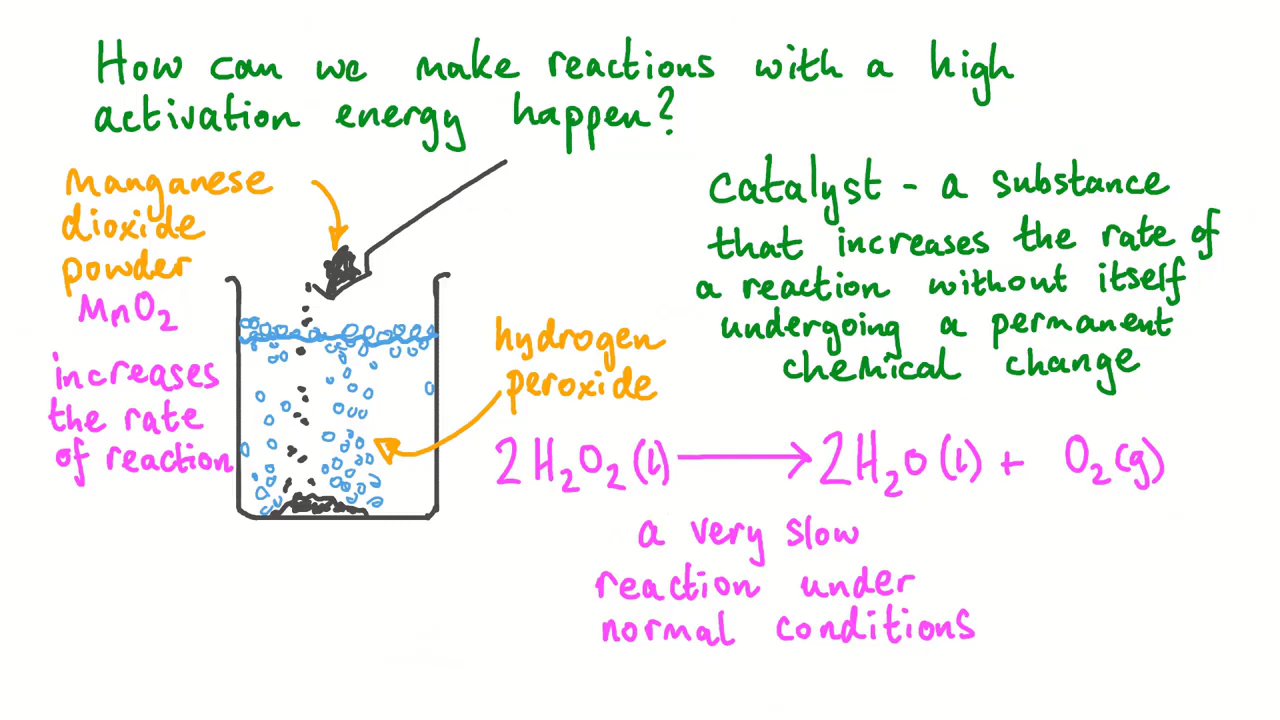 How can we make reactions with a high
activation energy happen?
manganese
dioxide
powder
MnO₂
increases
the rate
of reaction
hydrogen
peroxide
catalyst - a substance
that increases the rate of
a reaction without itself
undergoing a permanent
chemical change
2H₂O₂(l) → 2H₂O(l) + O₂(g)
a very slow
reaction under
normal conditions